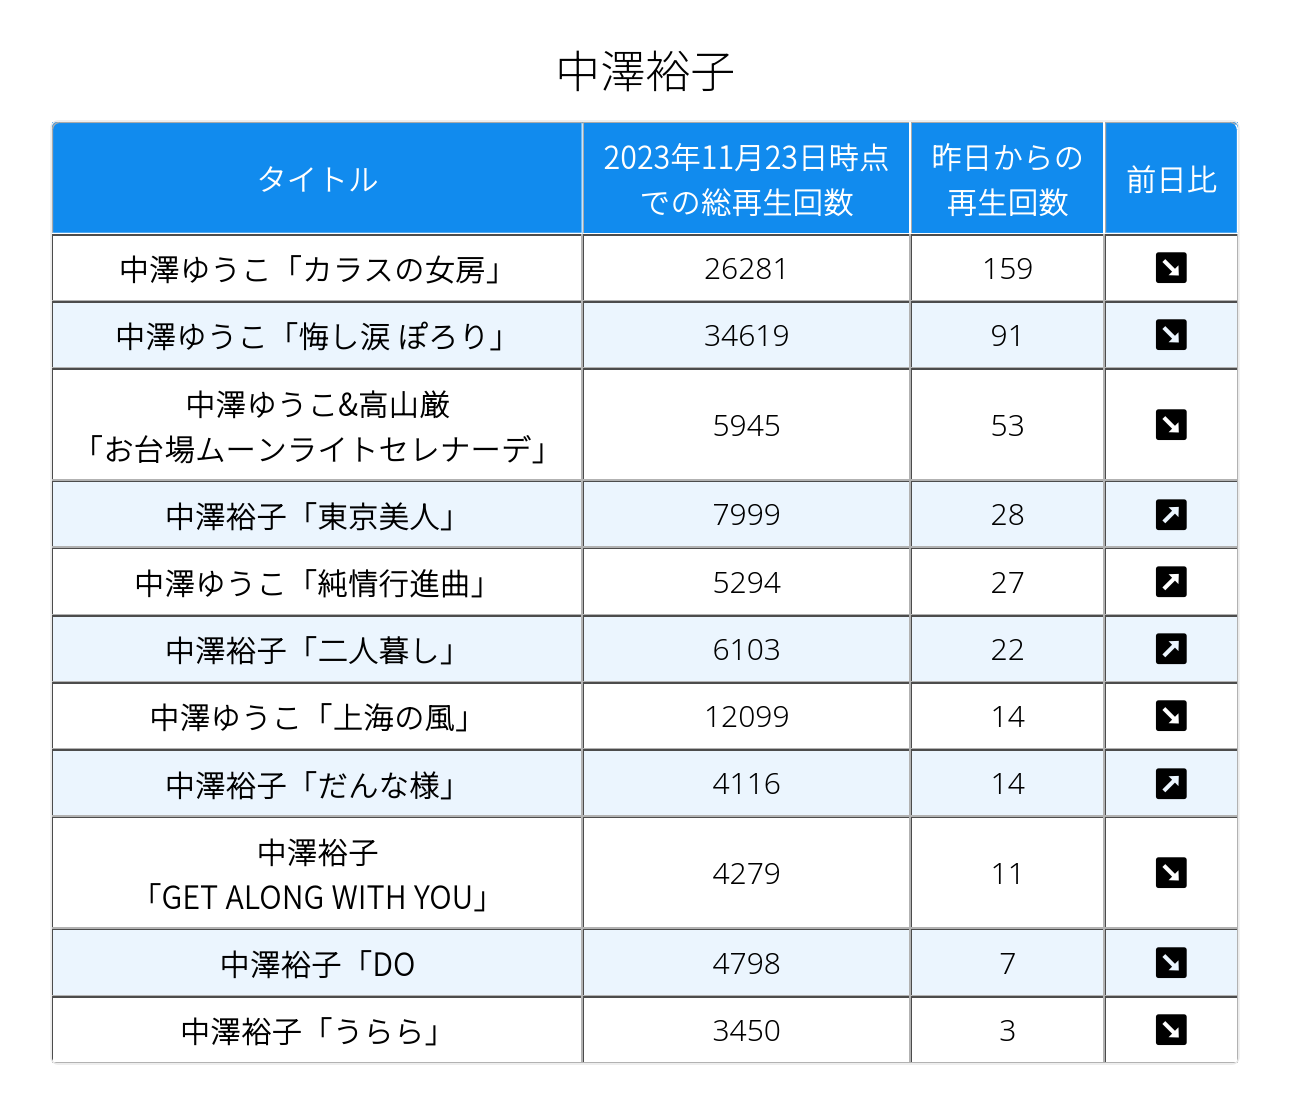 中澤裕子
タイトル
2023年11月23日時点
での総再生回数
昨日からの
再生回数
前日比
中澤ゆうこ「カラスの女房」 26281 159 ↘
中澤ゆうこ「悔し涙 ぽろり」 34619 91 ↘
中澤ゆうこ&高山厳
「お台場ムーンライトセレナーデ」 5945 53 ↘
中澤裕子「東京美人」 7999 28 ↗
中澤ゆうこ「純情行進曲」 5294 27 ↗
中澤裕子「二人暮し」 6103 22 ↗
中澤ゆうこ「上海の風」 12099 14 ↘
中澤裕子「だんな様」 4116 14 ↗
中澤裕子
「GET ALONG WITH YOU」 4279 11 ↘
中澤裕子「DO 4798 7 ↘
中澤裕子「うらら」 3450 3 ↘